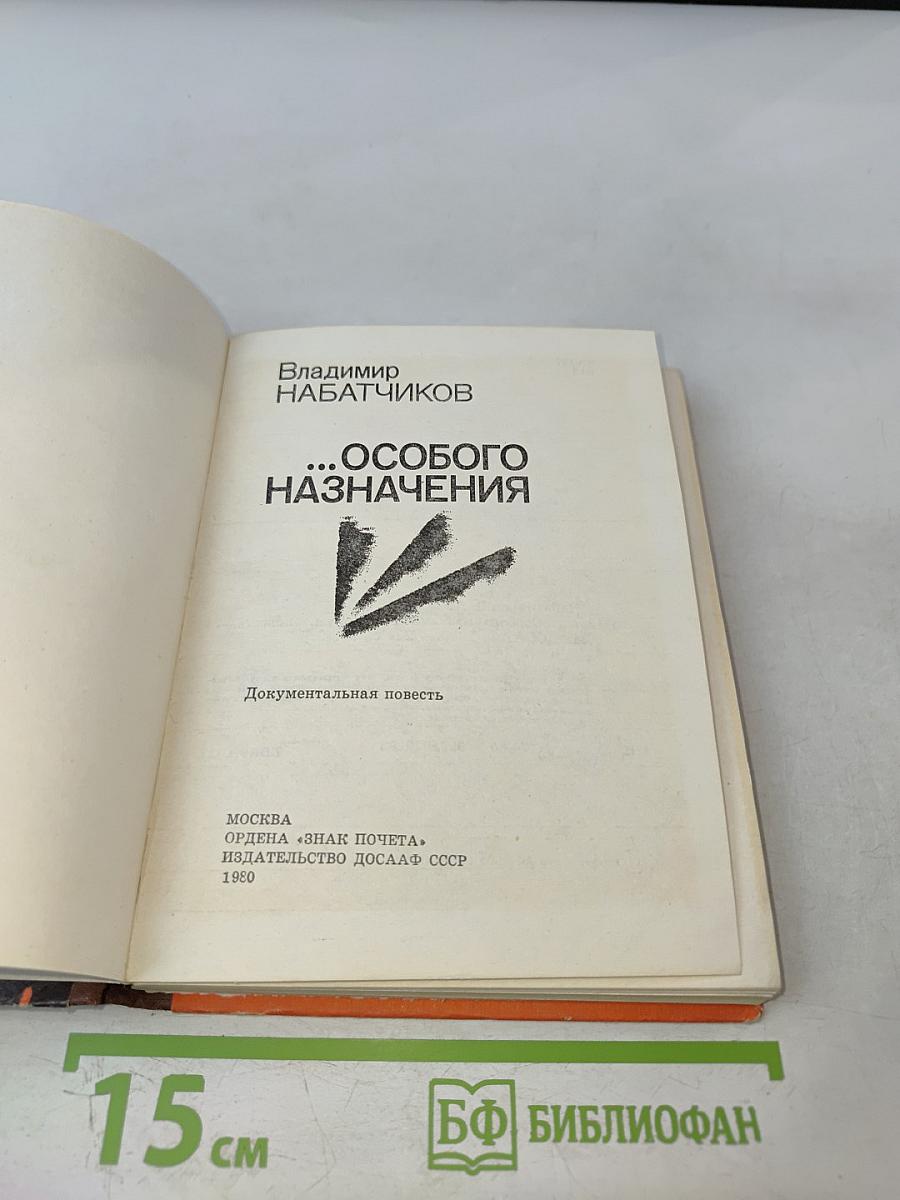 Владимир
НАБАТЧИКОВ
...ОСОБОГО
НАЗНАЧЕНИЯ
Документальная повесть
МОСКВА
ОРДЕНА «ЗНАК ПОЧЕТА»
ИЗДАТЕЛЬСТВО ДОСААФ СССР
1980
15 см
БФ БИБЛИОФАН